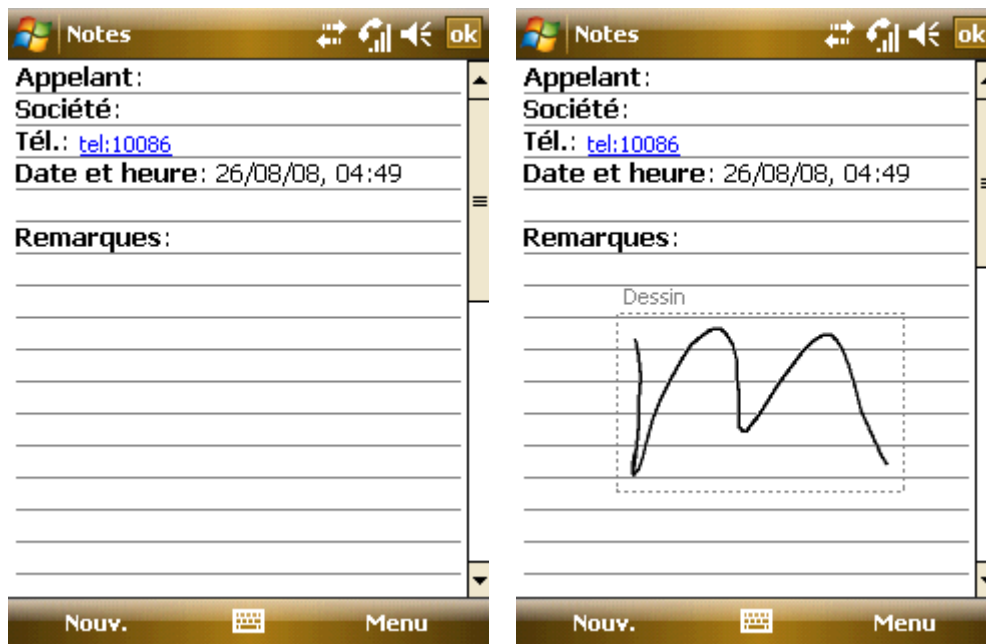 Notes ok
Appelant:
Société:
Tél.: tel:10086
Date et heure: 26/08/08, 04:49
Remarques:
Nouv. Menu
Notes ok
Appelant:
Société:
Tél.: tel:10086
Date et heure: 26/08/08, 04:49
Remarques:
Dessin
m
Nouv. Menu